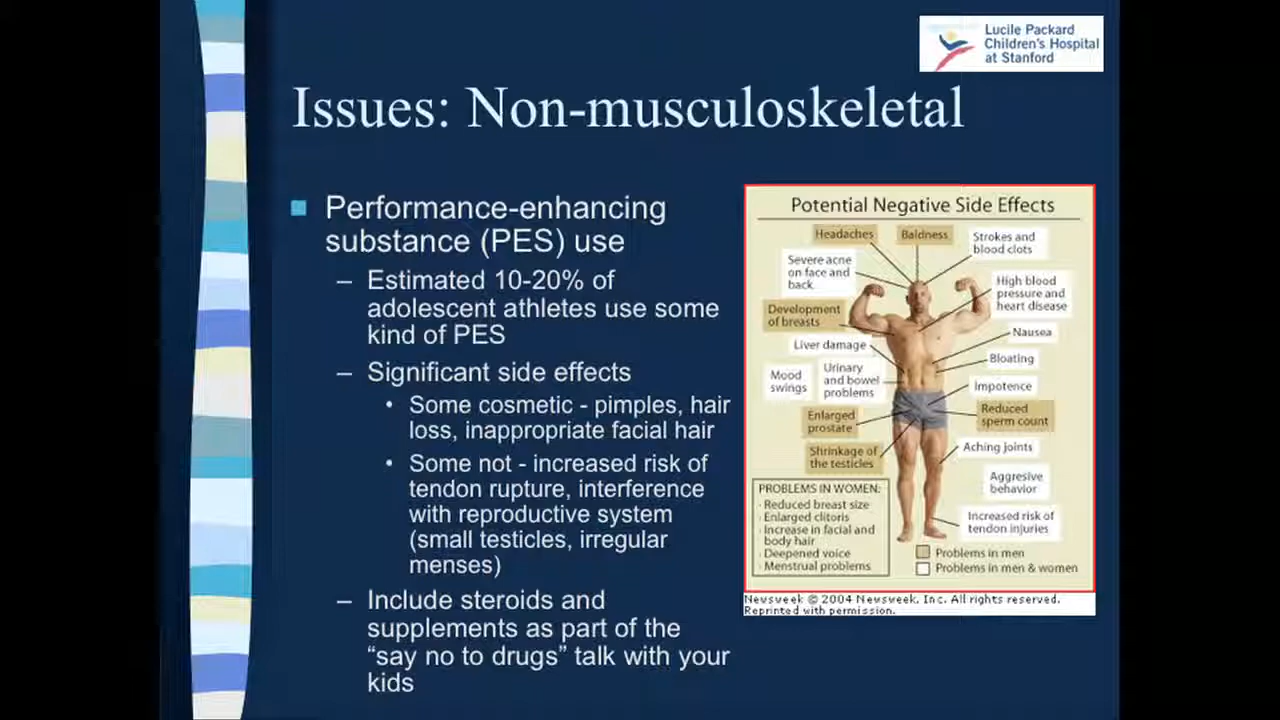 Lucile Packard
Children's Hospital
at Stanford
Issues: Non-musculoskeletal
Performance-enhancing
substance (PES) use
– Estimated 10-20% of
adolescent athletes use some
kind of PES
– Significant side effects
• Some cosmetic - pimples, hair
loss, inappropriate facial hair
• Some not - increased risk of
tendon rupture, interference
with reproductive system
(small testicles, irregular
menses)
– Include steroids and
supplements as part of the
“say no to drugs” talk with your
kids
Potential Negative Side Effects
Headaches
Baldness
Strokes and
blood clots
Severe acne
on face and
back
High blood
pressure and
heart disease
Development
of breasts
Nausea
Liver damage
Bloating
Mood
swings
Urinary
and bowel
problems
Impotence
Enlarged
prostate
Reduced
sperm count
Shrinkage of
the testicles
Aching joints
Aggresive
behavior
Increased risk of
tendon injuries
PROBLEMS IN WOMEN:
· Reduced breast size
· Enlarged clitoris
· Increase in facial and
body hair
· Deepened voice
· Menstrual problems
Problems in men
Problems in men & women
Newsweek © 2004 Newsweek, Inc. All rights reserved.
Reprinted with permission.